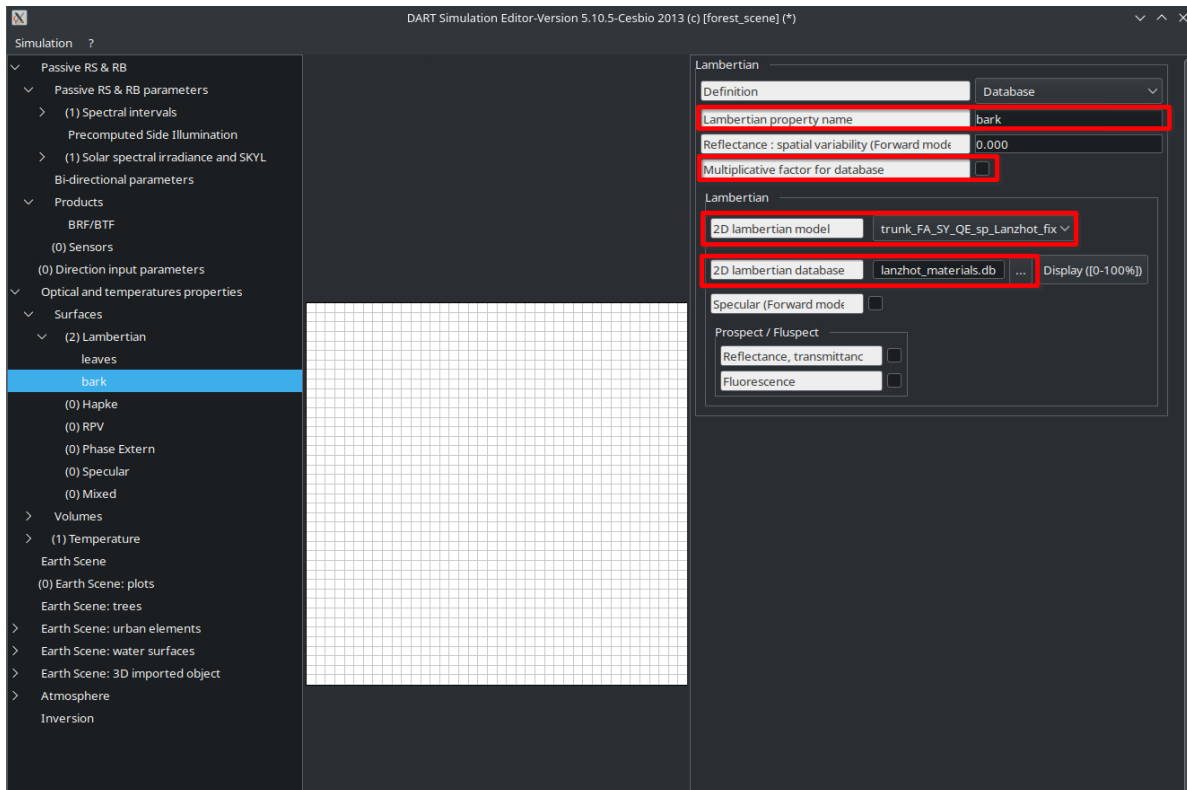 DART Simulation Editor-Version 5.10.5-Cesbio 2013 (c) [forest_scene] (*)
Simulation ?
Passive RS & RB
Passive RS & RB parameters
(1) Spectral intervals
Precomputed Side Illumination
(1) Solar spectral irradiance and SKYL
Bi-directional parameters
Products
BRF/BTF
(0) Sensors
(0) Direction input parameters
Optical and temperatures properties
Surfaces
(2) Lambertian
leaves
bark
(0) Hapke
(0) RPV
(0) Phase Extern
(0) Specular
(0) Mixed
Volumes
(1) Temperature
Earth Scene
(0) Earth Scene: plots
Earth Scene: trees
Earth Scene: urban elements
Earth Scene: water surfaces
Earth Scene: 3D imported object
Atmosphere
Inversion
Lambertian
Definition Database
Lambertian property name bark
Reflectance : spatial variability (Forward mode 0.000
Multiplicative factor for database
Lambertian
2D lambertian model trunk_FA_SY_QE_sp_Lanzhot_fix
2D lambertian database lanzhot_materials.db ... Display ([0-100%])
Specular (Forward mode
Prospect / Fluspect
Reflectance, transmittanc
Fluorescence